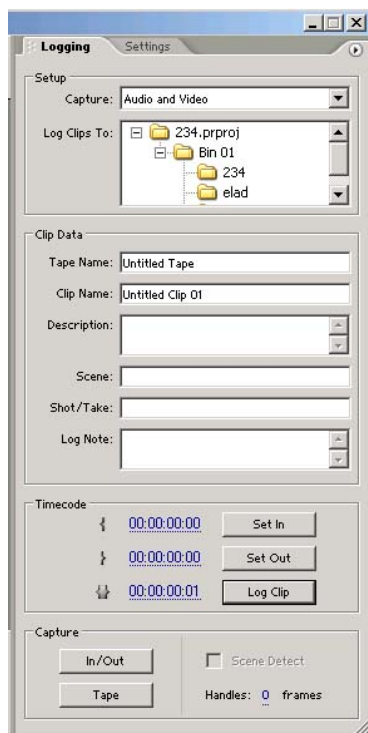 Logging Settings
Setup
Capture: Audio and Video
Log Clips To: 234.prproj
Bin 01
234
elad
Clip Data
Tape Name: Untitled Tape
Clip Name: Untitled Clip 01
Description:
Scene:
Shot/Take:
Log Note:
Timecode
{ 00:00:00:00 Set In
} 00:00:00:00 Set Out
{} 00:00:00:01 Log Clip
Capture
In/Out Scene Detect
Tape Handles: 0 frames